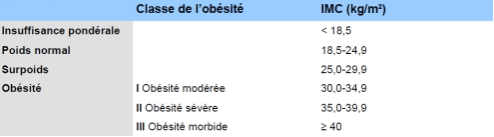 Classe de l'obésité IMC (kg/m²)
Insuffisance pondérale < 18,5
Poids normal 18,5-24,9
Surpoids 25,0-29,9
Obésité I Obésité modérée 30,0-34,9
II Obésité sévère 35,0-39,9
III Obésité morbide ≥ 40